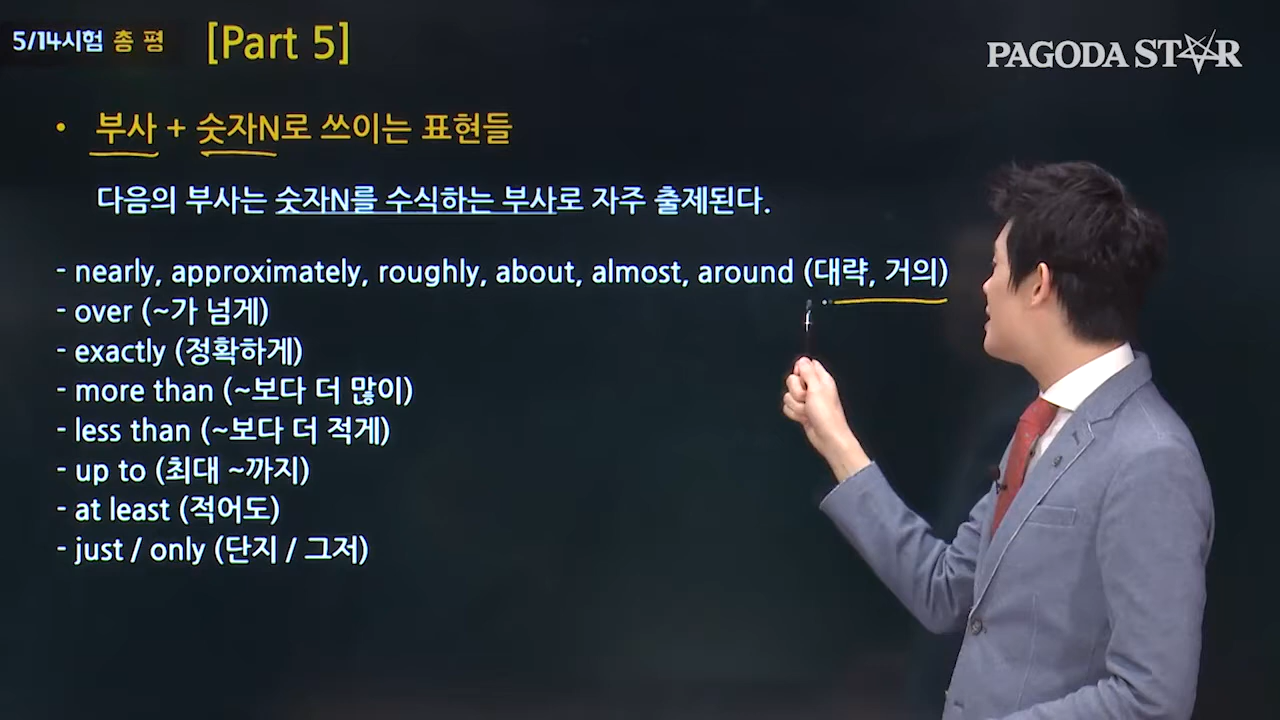 5/14시험 총 평
[Part 5]
PAGODA STAR
• 부사 + 숫자N로 쓰이는 표현들
다음의 부사는 숫자N를 수식하는 부사로 자주 출제된다.
- nearly, approximately, roughly, about, almost, around (대략, 거의)
- over (~가 넘게)
- exactly (정확하게)
- more than (~보다 더 많이)
- less than (~보다 더 적게)
- up to (최대 ~까지)
- at least (적어도)
- just / only (단지 / 그저)